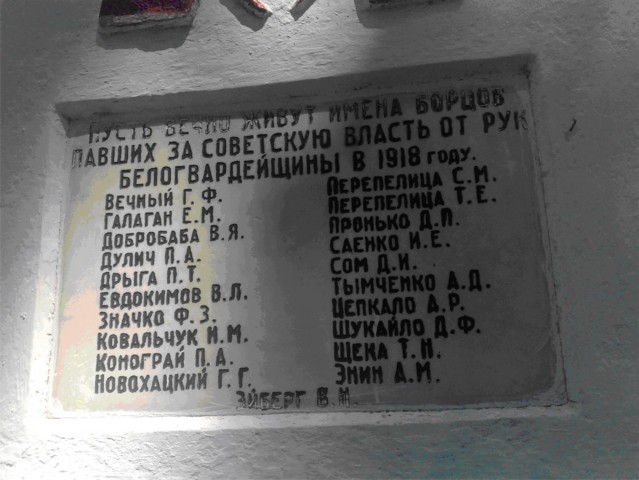 ПУСТЬ ВЕЧНО ЖИВУТ ИМЕНА БОРЦОВ
ПАВШИХ ЗА СОВЕТСКУЮ ВЛАСТЬ ОТ РУК
БЕЛОГВАРДЕЙЩИНЫ В 1918 ГОДУ.
ВЕЧНЫЙ Г. Ф.
ГАЛАГАН Е. М.
ДОБРОБАБА В. Я.
ДУЛИЧ П. А.
ДРЫГА П. Т.
ЕВДОКИМОВ В. Л.
ЗНАЧКО Ф. З.
КОВАЛЬЧУК И. М.
КОНОГРАЙ П. А.
НОВОХАЦКИЙ Г. Г.
ПЕРЕПЕЛИЦА С. М.
ПЕРЕПЕЛИЦА Т. Е.
ПРОНЬКО Д. П.
САЕНКО И. Е.
СОМ Д. И.
ТЫМЧЕНКО А. Д.
ЦЕПКАЛО А. Р.
ШУКАЙЛО Д. Ф.
ЩЕКА Т. Н.
ЭНИН А. М.
ЭЙБЕРГ В. М.